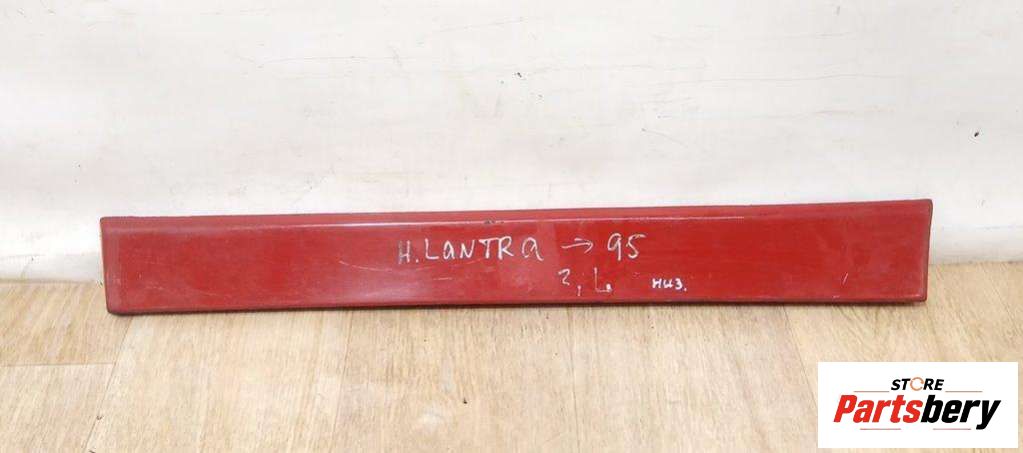 H. LANTRA → 95
2, L. низ.
STORE
Partsbery